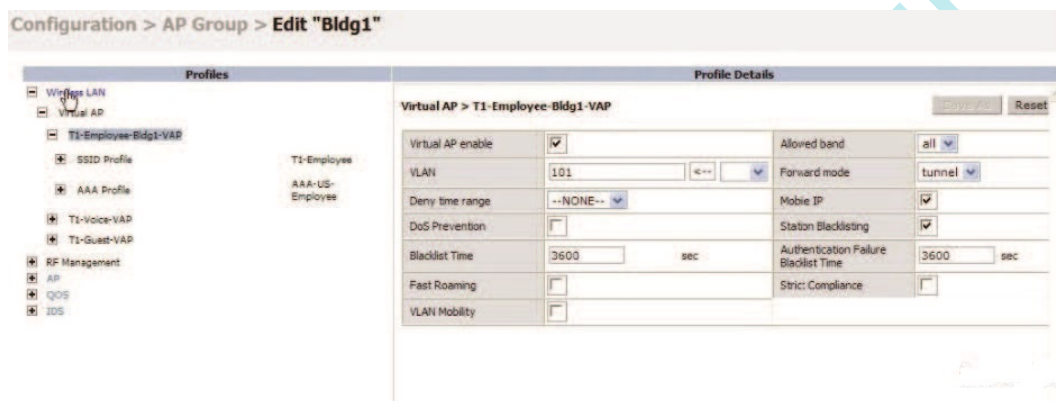 Configuration > AP Group > Edit "Bldg1"
Profiles
Wireless LAN
Virtual AP
T1-Employee-Bldg1-VAP
SSID Profile T1-Employee
AAA Profile AAA-US-
Employee
T1-Voice-VAP
T1-Guest-VAP
RF Management
AP
QOS
IDS
Profile Details
Virtual AP > T1-Employee-Bldg1-VAP Save As Reset
Virtual AP enable Allowed band all
VLAN 101 <-- Forward mode tunnel
Deny time range --NONE-- Mobie IP
DoS Prevention Station Blacklisting
Blacklist Time 3600 sec Authentication Failure
Blacklist Time 3600 sec
Fast Roaming Strict Compliance
VLAN Mobility